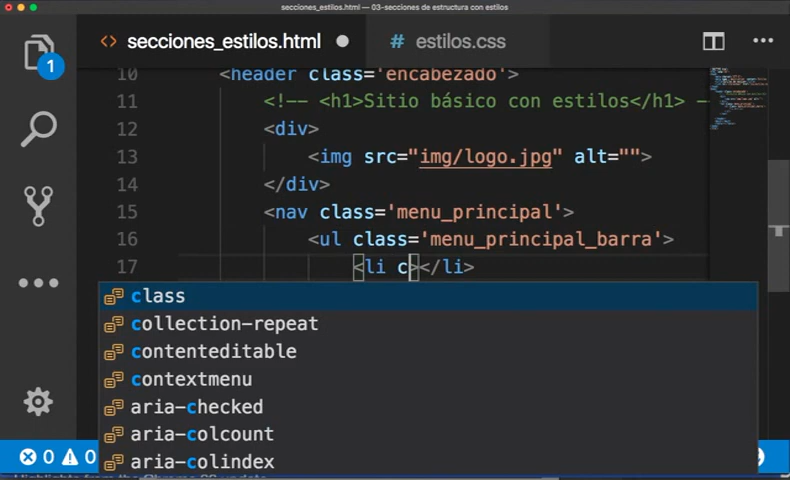 secciones_estilos.html — 03-secciones de estructura con estilos
1
<> secciones_estilos.html ● # estilos.css
10 <header class='encabezado'>
11 <!-- <h1>Sitio básico con estilos</h1> -
12 <div>
13 <img src="img/logo.jpg" alt="">
14 </div>
15 <nav class='menu_principal'>
16 <ul class='menu_principal_barra'>
17 <li c></li>
class
collection-repeat
contenteditable
contextmenu
aria-checked
aria-colcount
aria-colindex
0 0